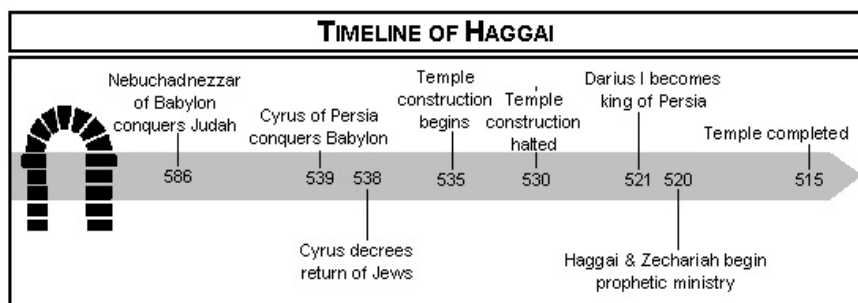 TIMELINE OF HAGGAI
Nebuchadnezzar
of Babylon
conquers Judah
Cyrus of Persia
conquers Babylon
Temple
construction
begins
Temple
construction
halted
Darius I becomes
king of Persia
Temple completed
586
539
538
535
530
521
520
515
Cyrus decrees
return of Jews
Haggai & Zechariah begin
prophetic ministry